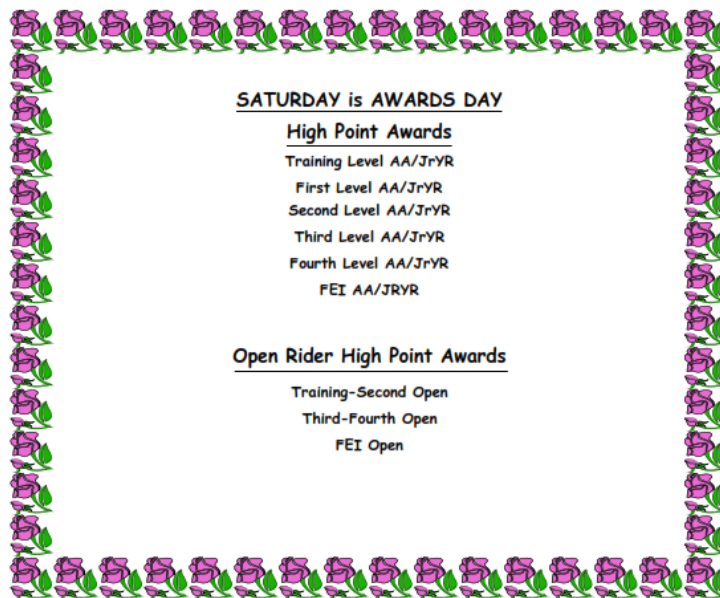 SATURDAY is AWARDS DAY
High Point Awards
Training Level AA/JrYR
First Level AA/JrYR
Second Level AA/JrYR
Third Level AA/JrYR
Fourth Level AA/JrYR
FEI AA/JRYR
Open Rider High Point Awards
Training-Second Open
Third-Fourth Open
FEI Open